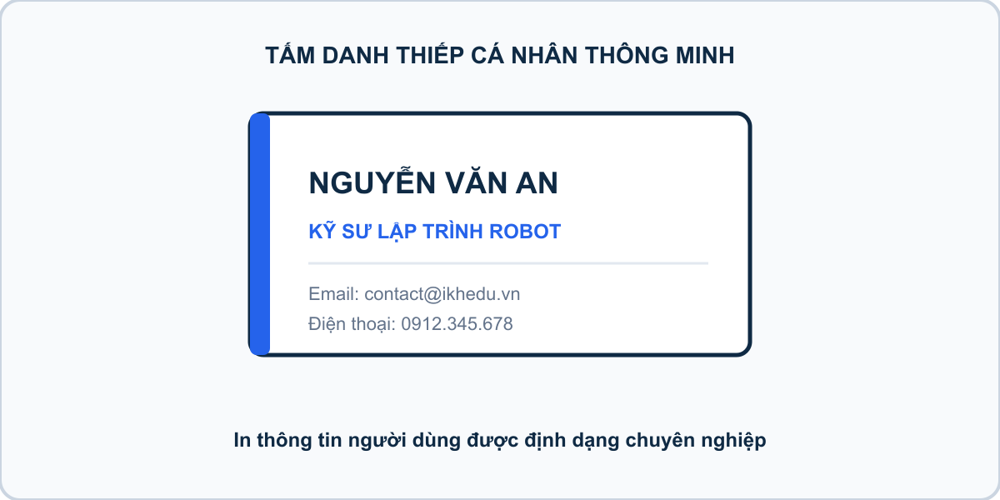 TẤM DANH THIẾP CÁ NHÂN THÔNG MINH
NGUYỄN VĂN AN
KỸ SƯ LẬP TRÌNH ROBOT
Email: contact@ikhedu.vn
Điện thoại: 0912.345.678
In thông tin người dùng được định dạng chuyên nghiệp